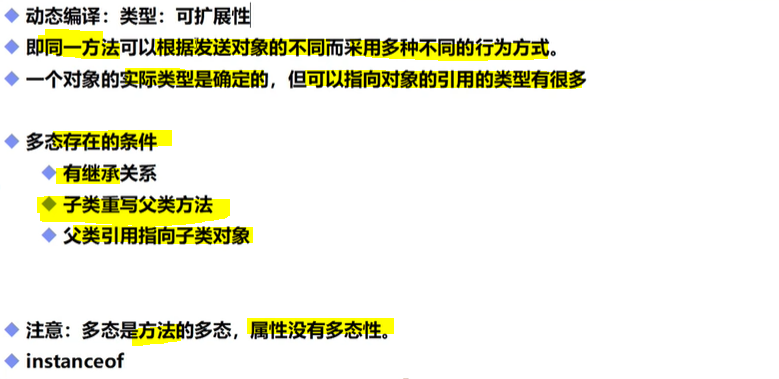 动态编译：类型：可扩展性
即同一方法可以根据发送对象的不同而采用多种不同的行为方式。
一个对象的实际类型是确定的，但可以指向对象的引用的类型有很多
多态存在的条件
有继承关系
子类重写父类方法
父类引用指向子类对象
注意：多态是方法的多态，属性没有多态性。
instanceof